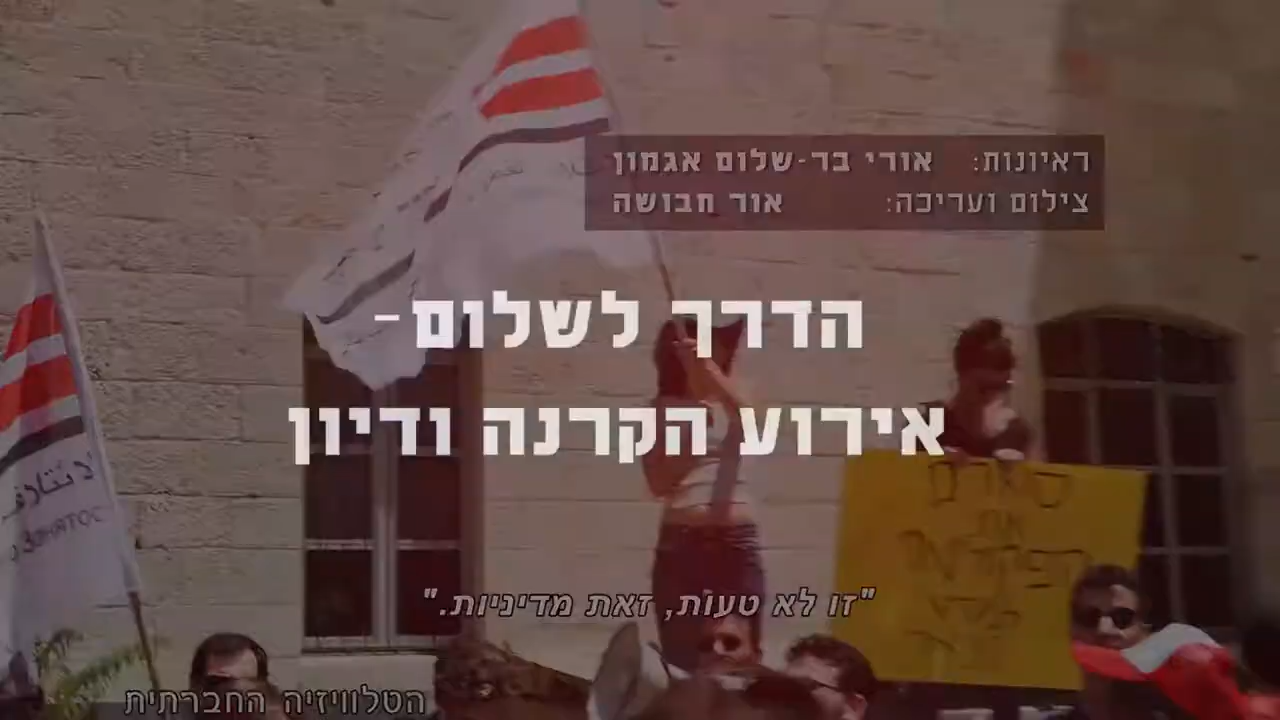 ראיונות: אורי בר-שלום אגמון
צילום ועריכה: אור חבושה
הדרך לשלום-
אירוע הקרנה ודיון
"זו לא טעות, זאת מדיניות."
הטלוויזיה החברתית